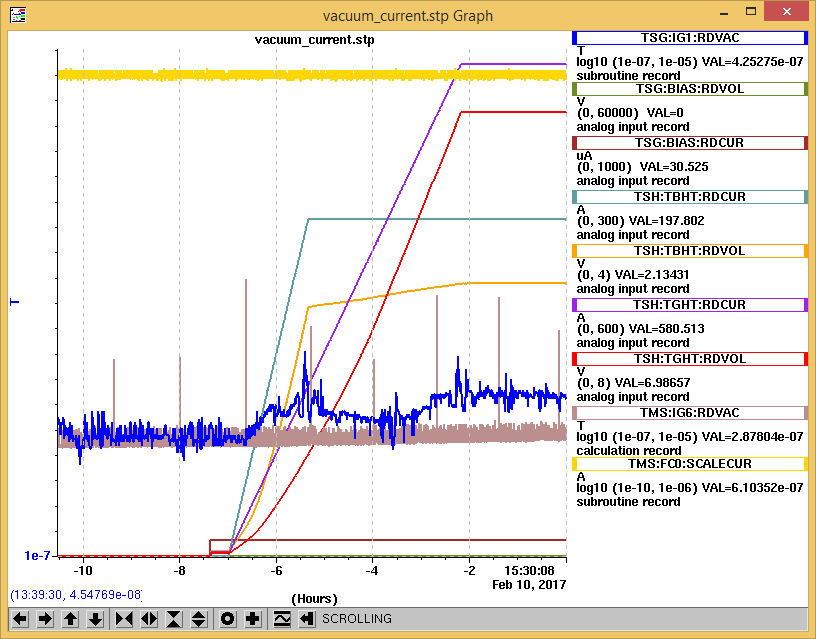 vacuum_current.stp Graph
vacuum_current.stp
T
1e-7
-10 -8 -6 -4 -2 15:30:08
Feb 10, 2017
(Hours)
(13:39:30, 4.54769e-08)
TSG:IG1:RDVAC
T
log10 (1e-07, 1e-05) VAL=4.25275e-07
subroutine record
TSG:BIAS:RDVOL
V
(0, 60000) VAL=0
analog input record
TSG:BIAS:RDCUR
uA
(0, 1000) VAL=30.525
analog input record
TSH:TBHT:RDCUR
A
(0, 300) VAL=197.802
analog input record
TSH:TBHT:RDVOL
V
(0, 4) VAL=2.13431
analog input record
TSH:TGHT:RDCUR
A
(0, 600) VAL=580.513
analog input record
TSH:TGHT:RDVOL
V
(0, 8) VAL=6.98657
analog input record
TMS:IG6:RDVAC
T
log10 (1e-07, 1e-05) VAL=2.87804e-07
calculation record
TMS:FC0:SCALECUR
A
log10 (1e-10, 1e-06) VAL=6.10352e-07
subroutine record
SCROLLING